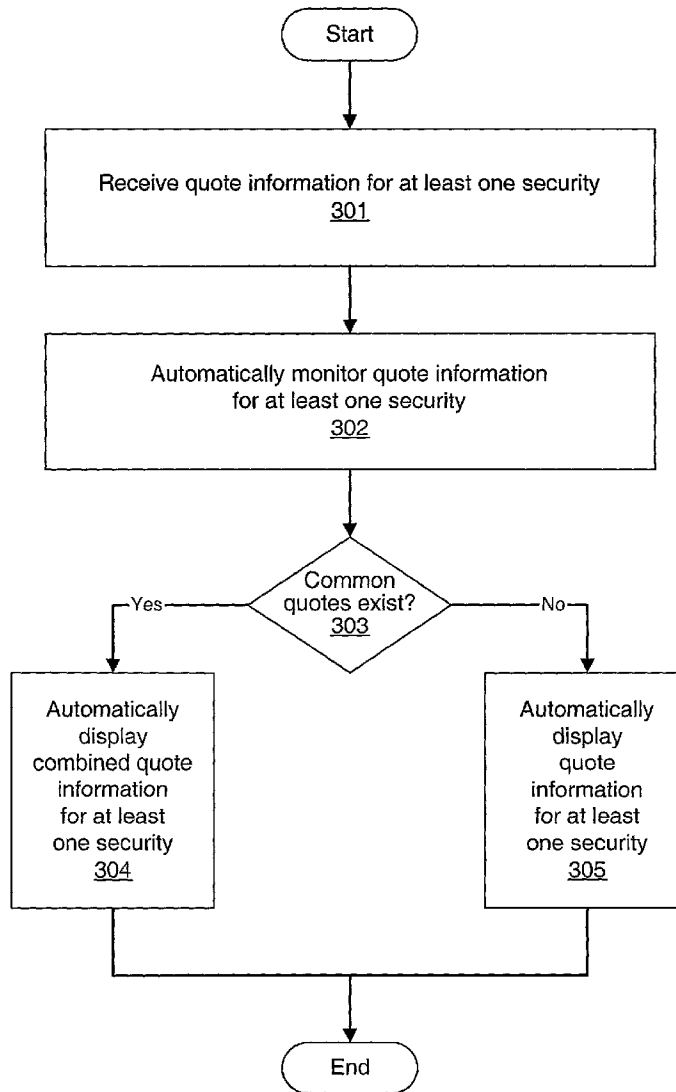 Start
Receive quote information for at least one security
301
Automatically monitor quote information
for at least one security
302
Common
quotes exist?
303
Yes
No
Automatically
display
combined quote
information
for at least
one security
304
Automatically
display
quote
information
for at least
one security
305
End